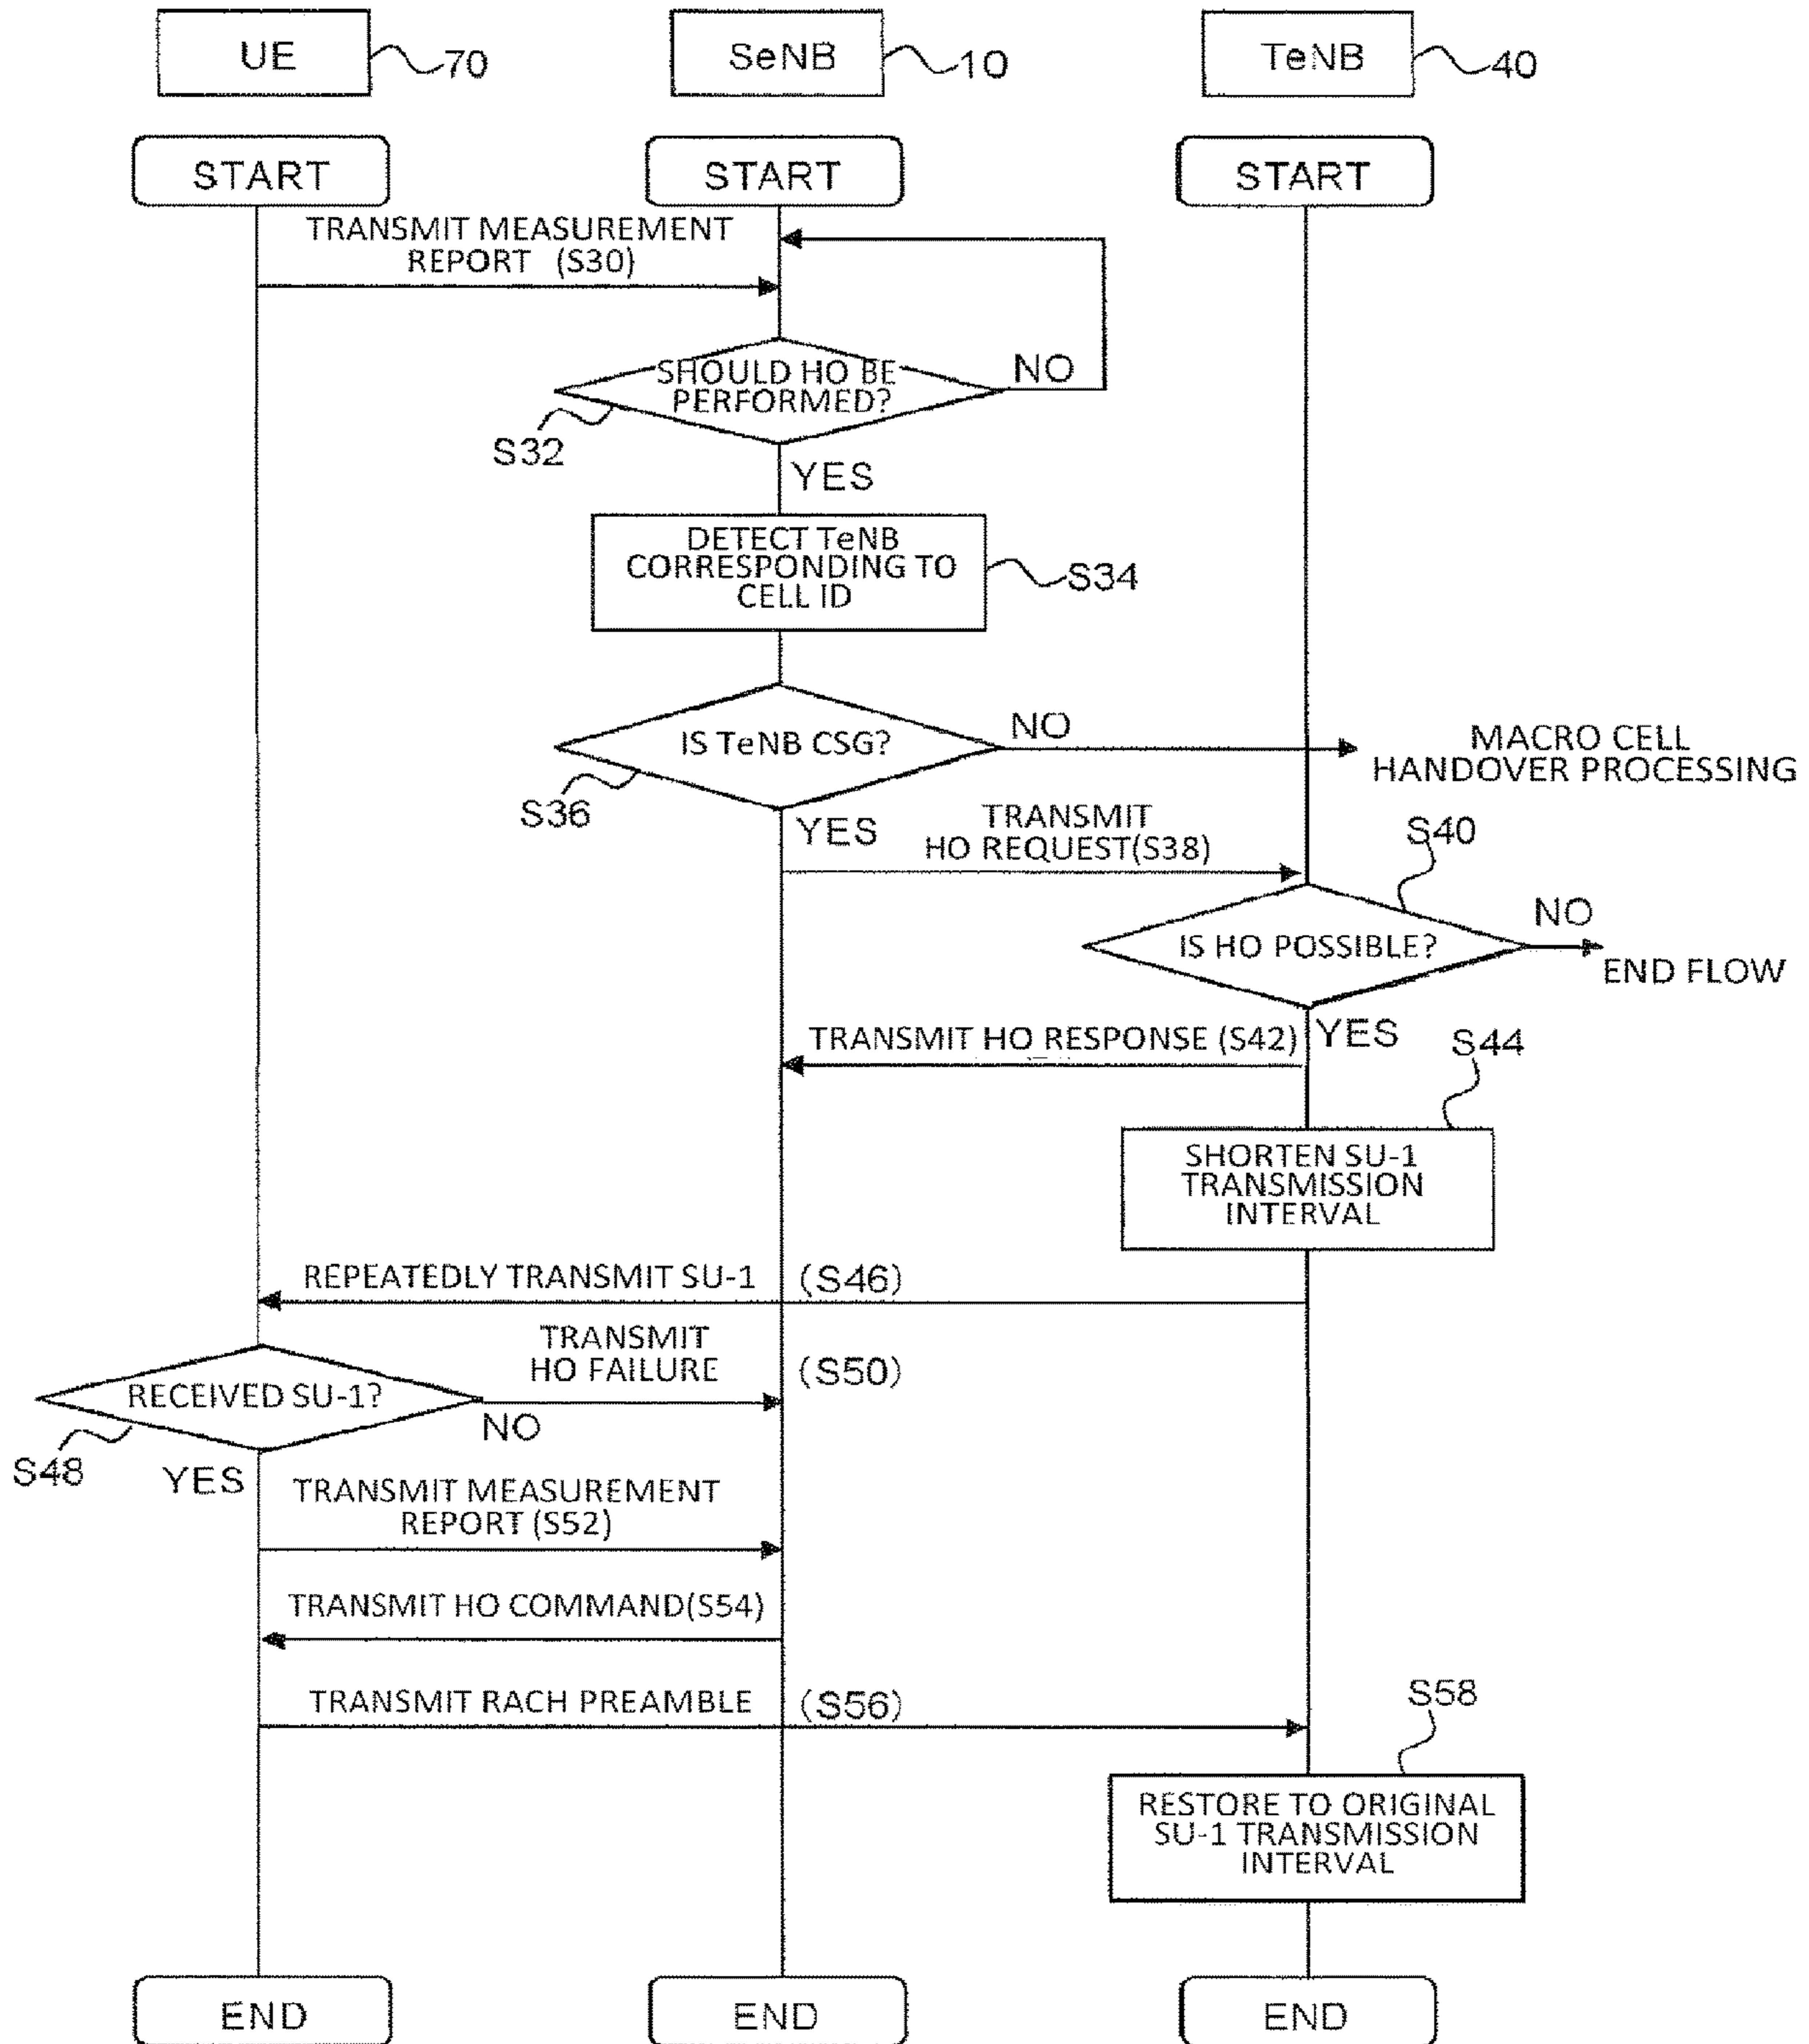 UE
70
SeNB
10
TeNB
40
START
START
START
TRANSMIT MEASUREMENT
REPORT (S30)
SHOULD HO BE
PERFORMED?
NO
S32
YES
DETECT TeNB
CORRESPONDING TO
CELL ID
S34
IS TeNB CSG?
NO
MACRO CELL
HANDOVER PROCESSING
S36
YES
TRANSMIT
HO REQUEST(S38)
S40
IS HO POSSIBLE?
NO
END FLOW
TRANSMIT HO RESPONSE (S42)
YES
S44
SHORTEN SU-1
TRANSMISSION
INTERVAL
REPEATEDLY TRANSMIT SU-1 (S46)
TRANSMIT
HO FAILURE (S50)
RECEIVED SU-1?
NO
S48
YES
TRANSMIT MEASUREMENT
REPORT (S52)
TRANSMIT HO COMMAND(S54)
TRANSMIT RACH PREAMBLE (S56)
S58
RESTORE TO ORIGINAL
SU-1 TRANSMISSION
INTERVAL
END
END
END